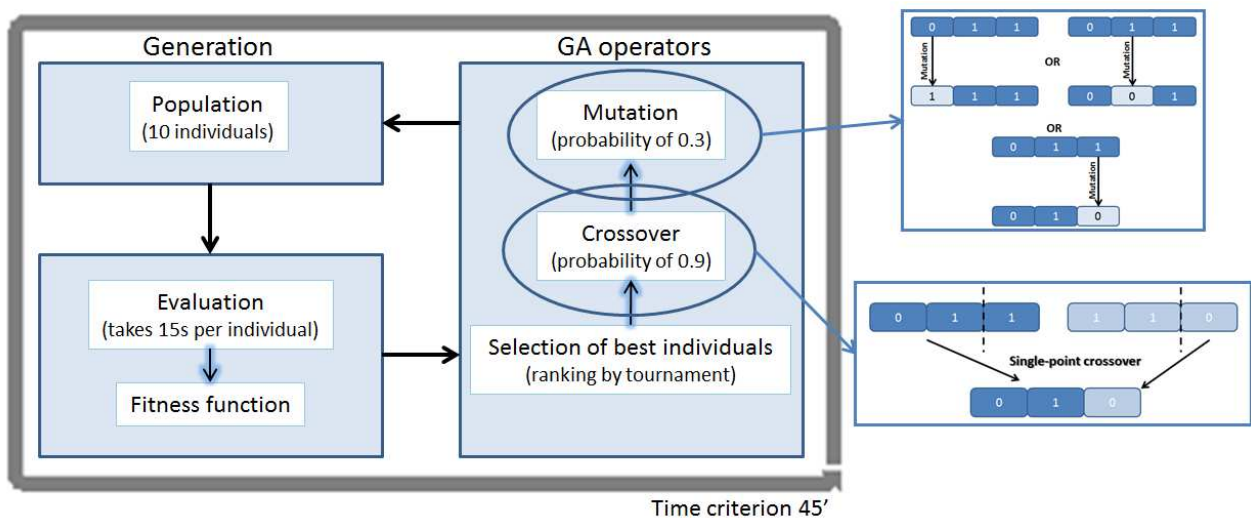 Generation
Population
(10 individuals)
Evaluation
(takes 15s per individual)
Fitness function
GA operators
Mutation
(probability of 0.3)
Crossover
(probability of 0.9)
Selection of best individuals
(ranking by tournament)
Time criterion 45'
0 1 1
0 1 1
Mutation
OR
Mutation
1 1 1
0 0 1
OR
0 1 1
Mutation
0 1 0
0 1 1
1 1 0
Single-point crossover
0 1 0